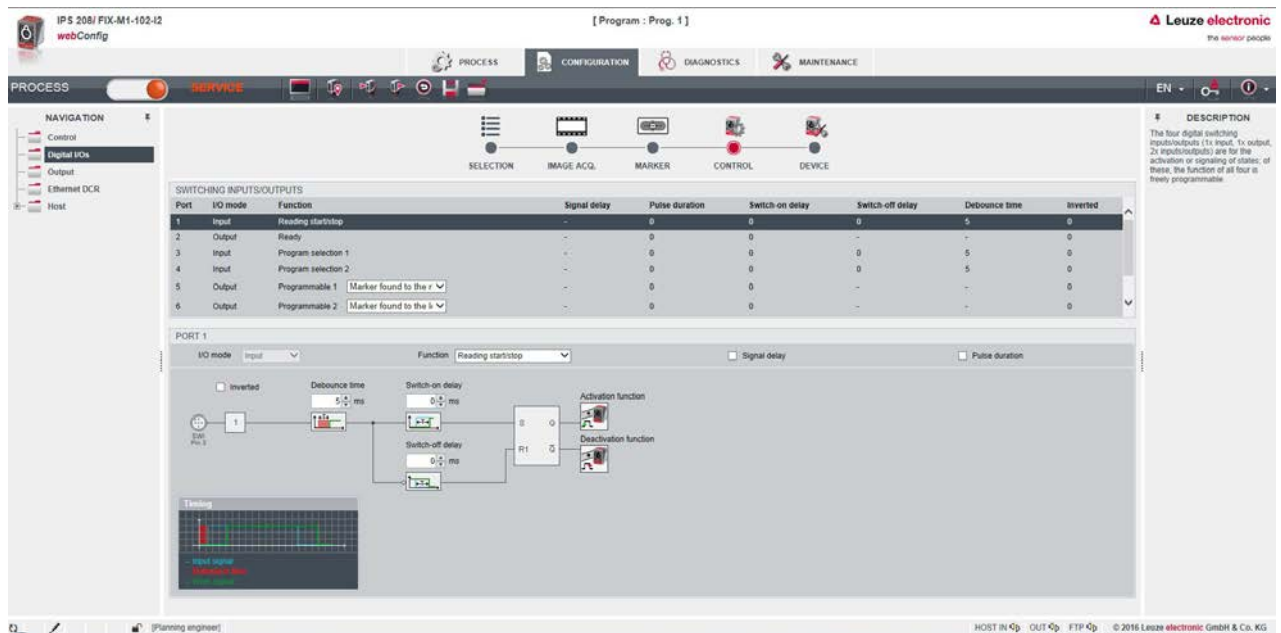 IPS 208i FIX-M1-102-I2
webConfig
[ Program : Prog. 1 ]
Leuze electronic
the sensor people
PROCESS
CONFIGURATION
DIAGNOSTICS
MAINTENANCE
PROCESS
SERVICE
EN
NAVIGATION
Control
Digital I/Os
Output
Ethernet DCR
Host
SELECTION
IMAGE ACQ.
MARKER
CONTROL
DEVICE
DESCRIPTION
The four digital switching
inputs/outputs (1x input, 1x output,
2x inputs/outputs) are for the
activation or signaling of states; of
these, the function of all four is
freely programmable.
SWITCHING INPUTS/OUTPUTS
Port I/O mode Function Signal delay Pulse duration Switch-on delay Switch-off delay Debounce time Inverted
1 Input Reading start/stop - 0 0 0 5 0
2 Output Ready - 0 0 - - 0
3 Input Program selection 1 - 0 0 0 5 0
4 Input Program selection 2 - 0 0 0 5 0
5 Output Programmable 1 Marker found to the r - 0 0 - - 0
6 Output Programmable 2 Marker found to the l - 0 0 - - 0
PORT 1
I/O mode Input Function Reading start/stop Signal delay Pulse duration
Inverted
Debounce time
5 ms
Switch-on delay
0 ms
Activation function
1
SWI
S Q
Switch-off delay
0 ms
Deactivation function
R1 Q
Timing
- Input signal
[Planning engineer]
HOST IN OUT FTP
© 2016 Leuze electronic GmbH & Co. KG